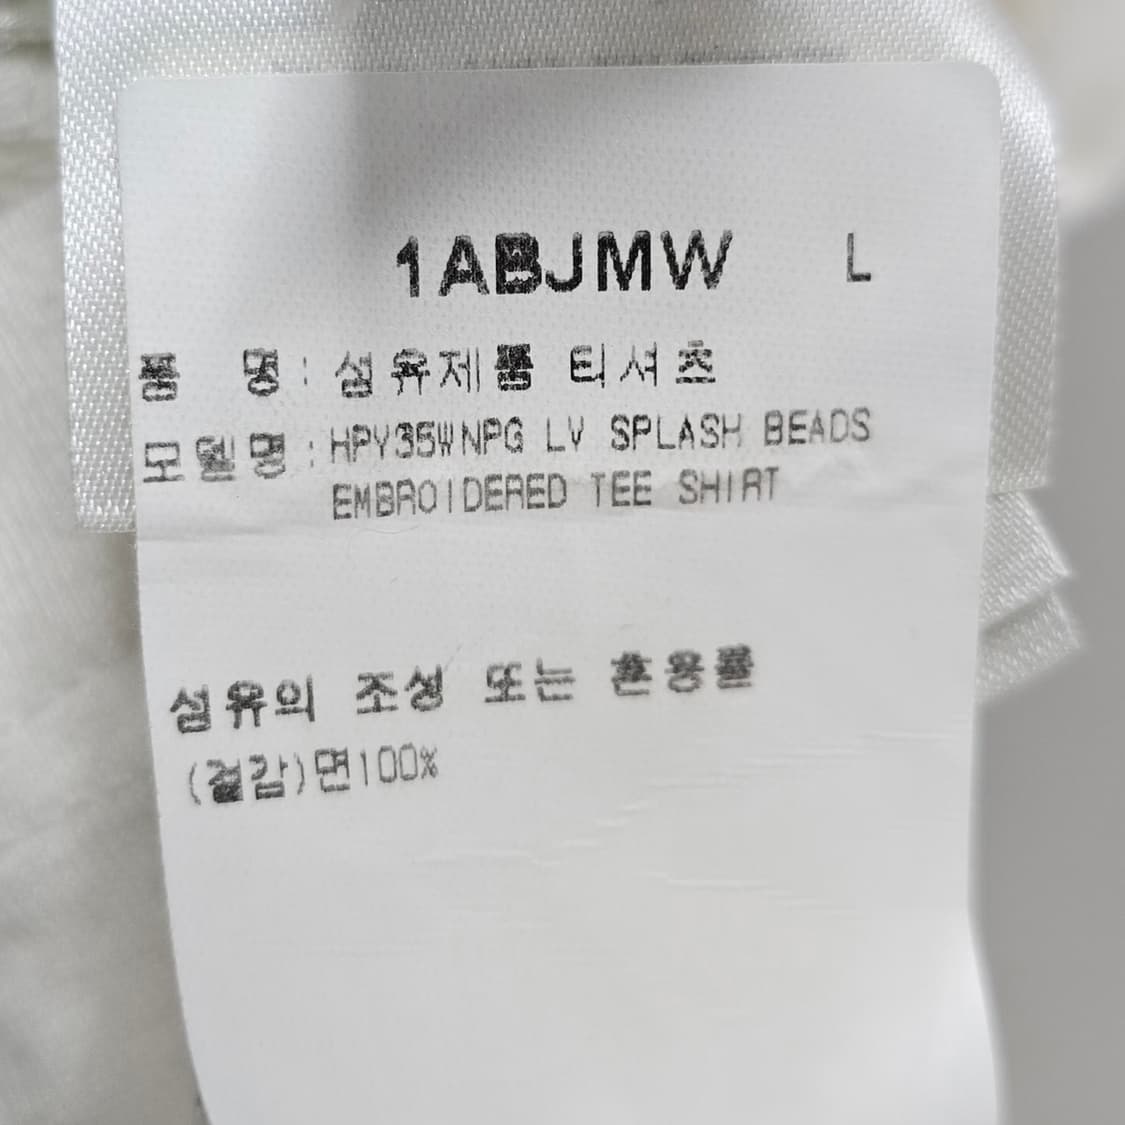 1ABJMW L
품 명 : 섬유제품 티셔츠
모델명 : HPY35WNPG LV SPLASH BEADS
EMBROIDERED TEE SHIRT
섬유의 조성 또는 혼용률
(겉감)면100%